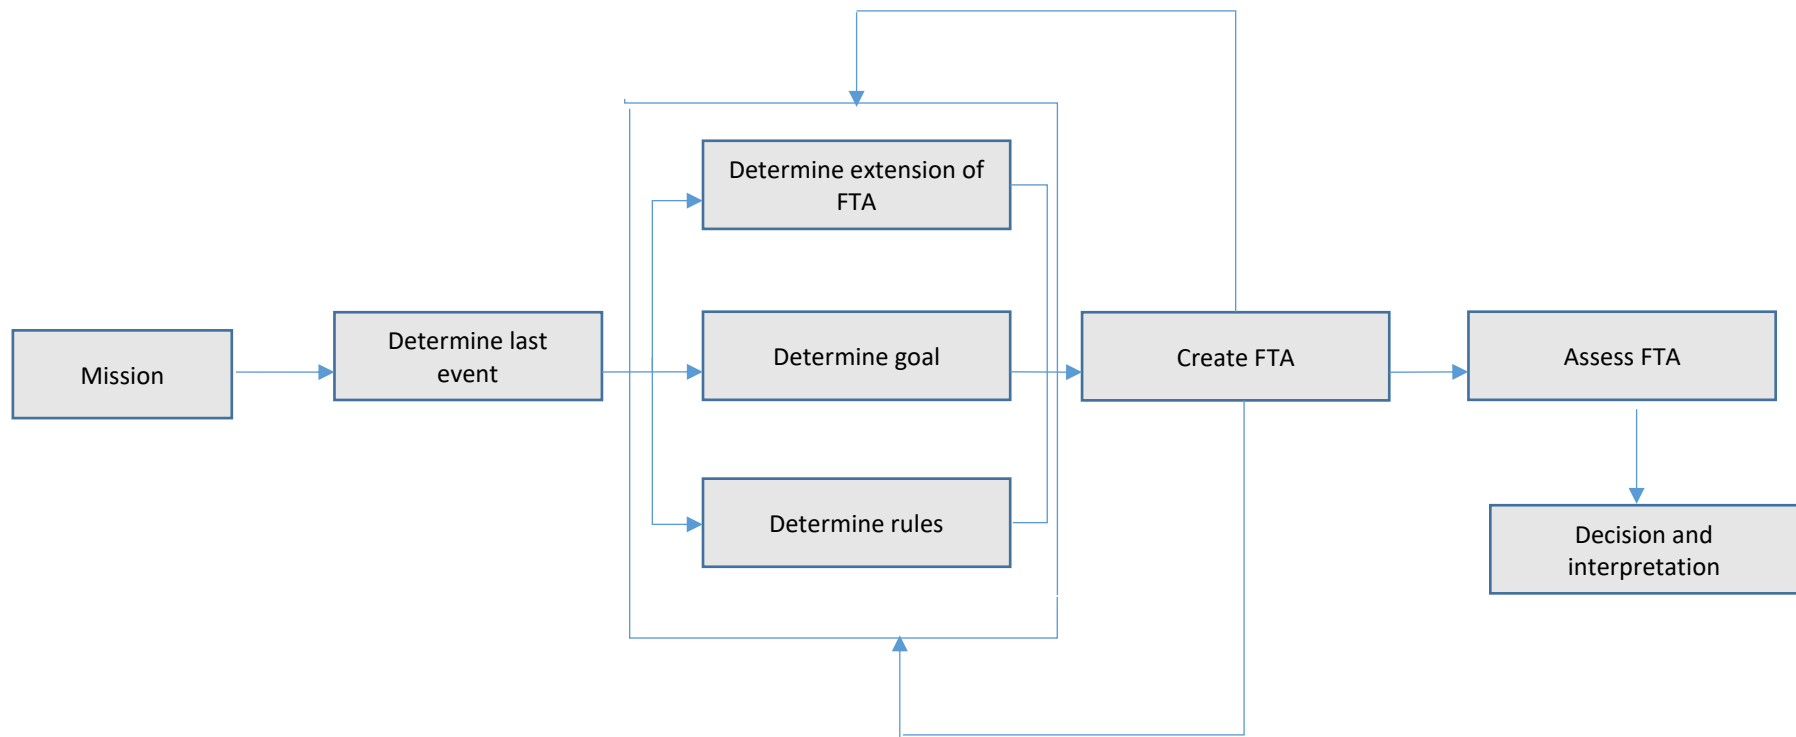 Mission
Determine last
event
Determine extension of
FTA
Determine goal
Determine rules
Create FTA
Assess FTA
Decision and
interpretation